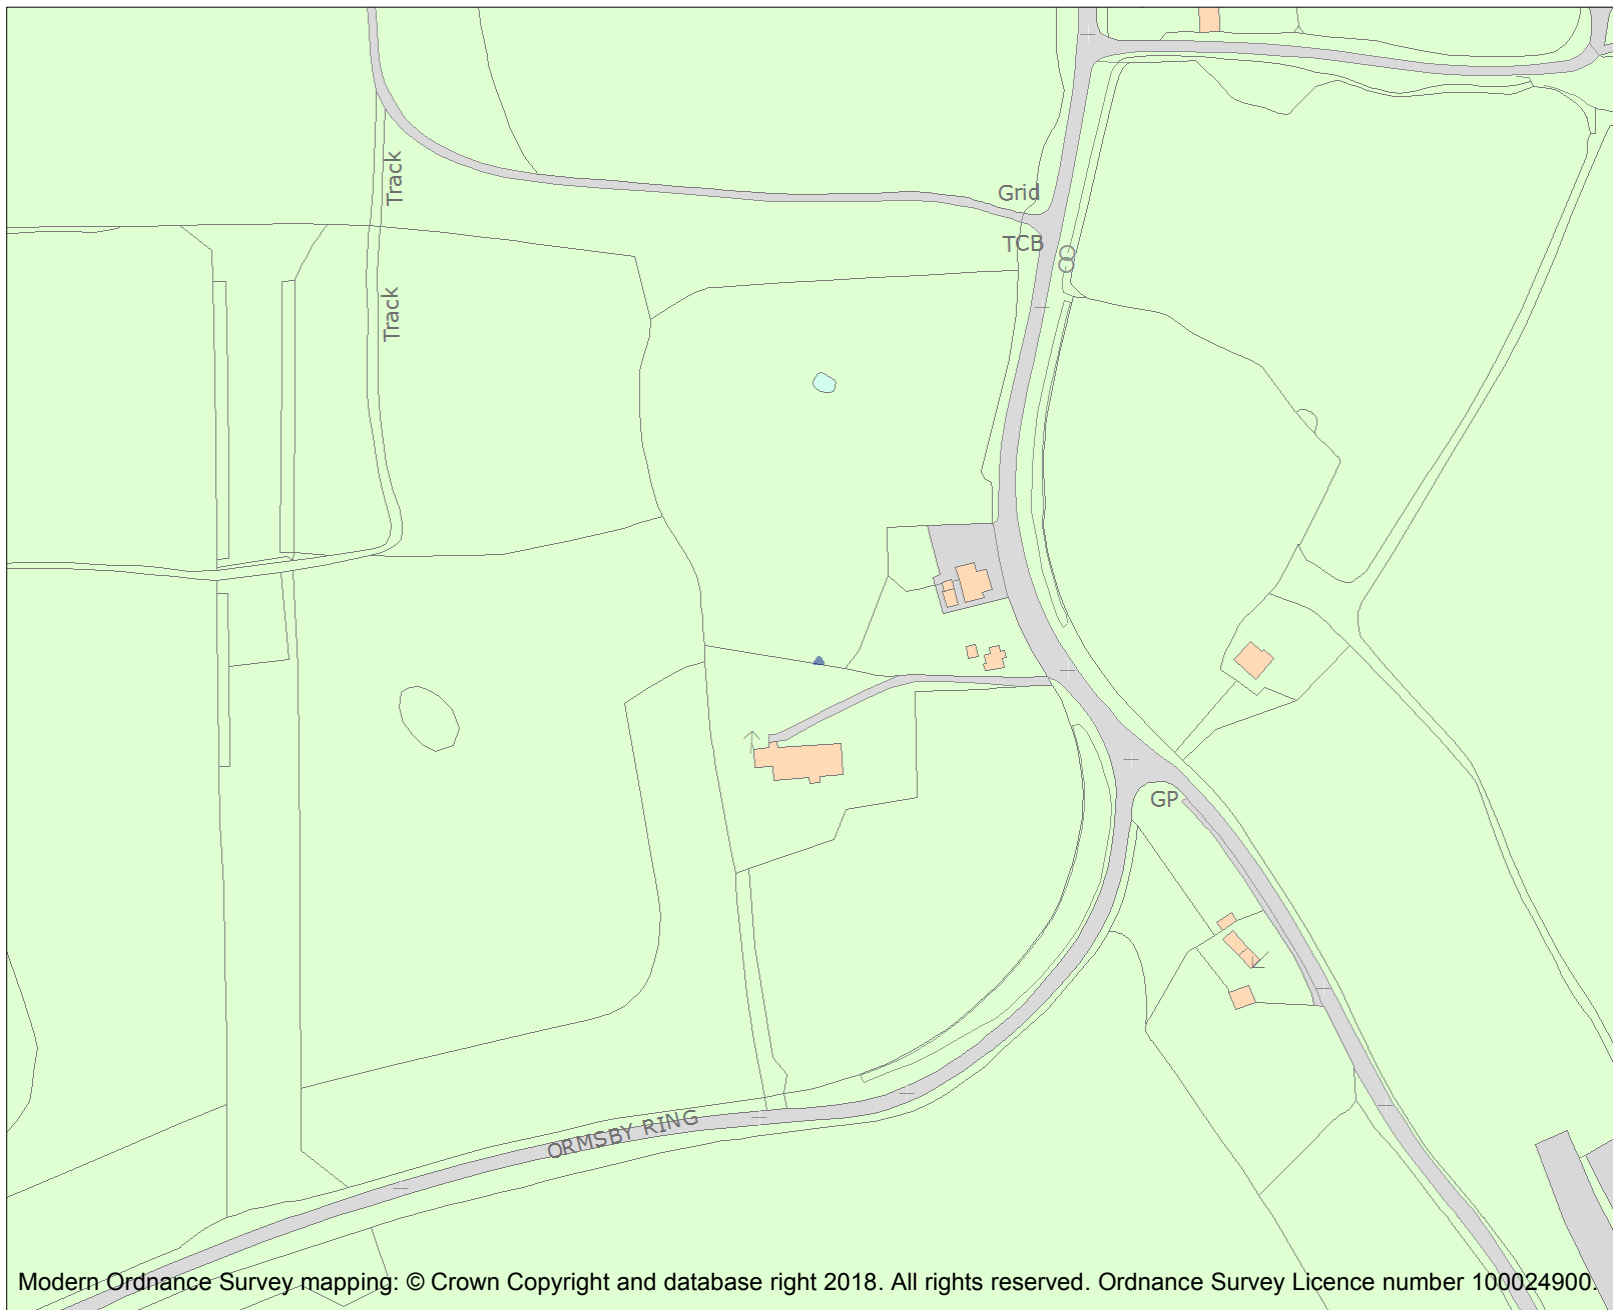 Track
Grid
TCB
Track
GP
ORMSBY RING
Modern Ordnance Survey mapping: © Crown Copyright and database right 2018. All rights reserved. Ordnance Survey Licence number 100024900.